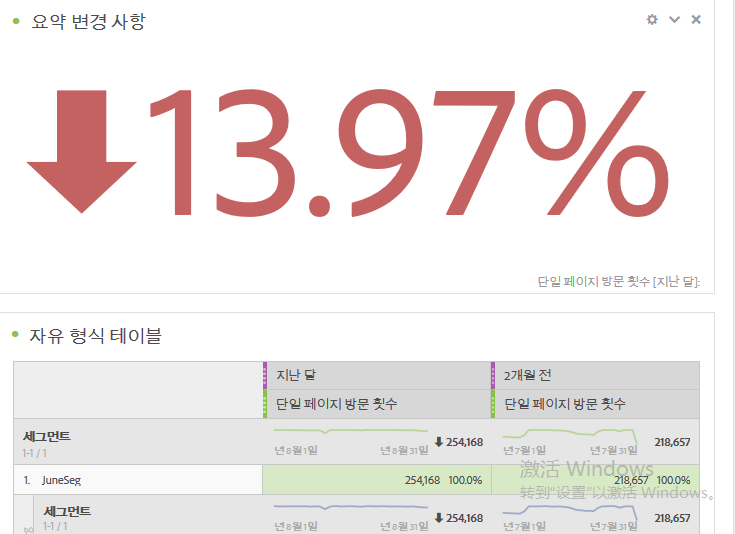 요약 변경 사항
13.97%
단일 페이지 방문 횟수 [지난 달]:
자유 형식 테이블
지난 달
2개월 전
단일 페이지 방문 횟수
단일 페이지 방문 횟수
세그먼트
1-1 / 1
년 8월 1일
년 8월 31일
254,168
년 7월 1일
년 7월 31일
218,657
1. JuneSeg
254,168 100.0%
218,657 100.0%
激活 Windows
转到"设置"以激活 Windows。
세그먼트
1-1 / 1
년 8월 1일
년 8월 31일
254,168
년 7월 1일
년 7월 31일
218,657